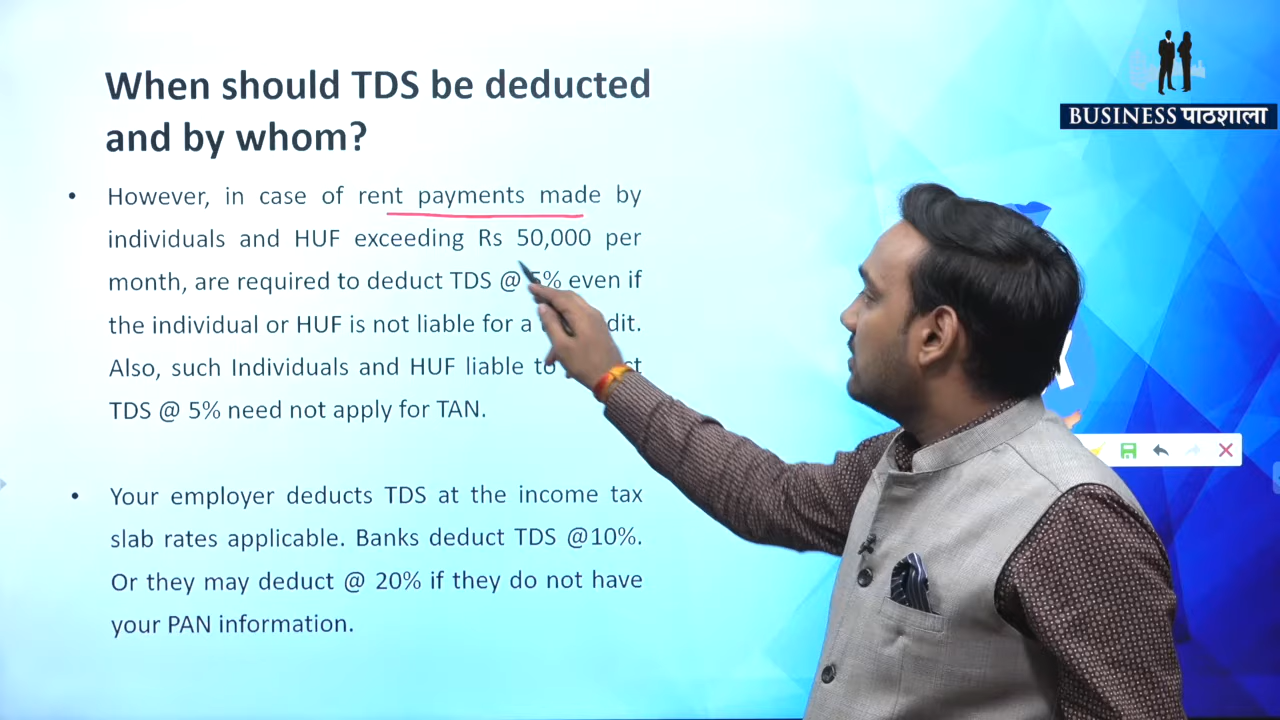 When should TDS be deducted
and by whom?
BUSINESS पाठशाला
• However, in case of rent payments made by
individuals and HUF exceeding Rs 50,000 per
month, are required to deduct TDS @ 5% even if
the individual or HUF is not liable for a
Also, such Individuals and HUF liable to
TDS @ 5% need not apply for TAN.
• Your employer deducts TDS at the income tax
slab rates applicable. Banks deduct TDS @10%.
Or they may deduct @ 20% if they do not have
your PAN information.